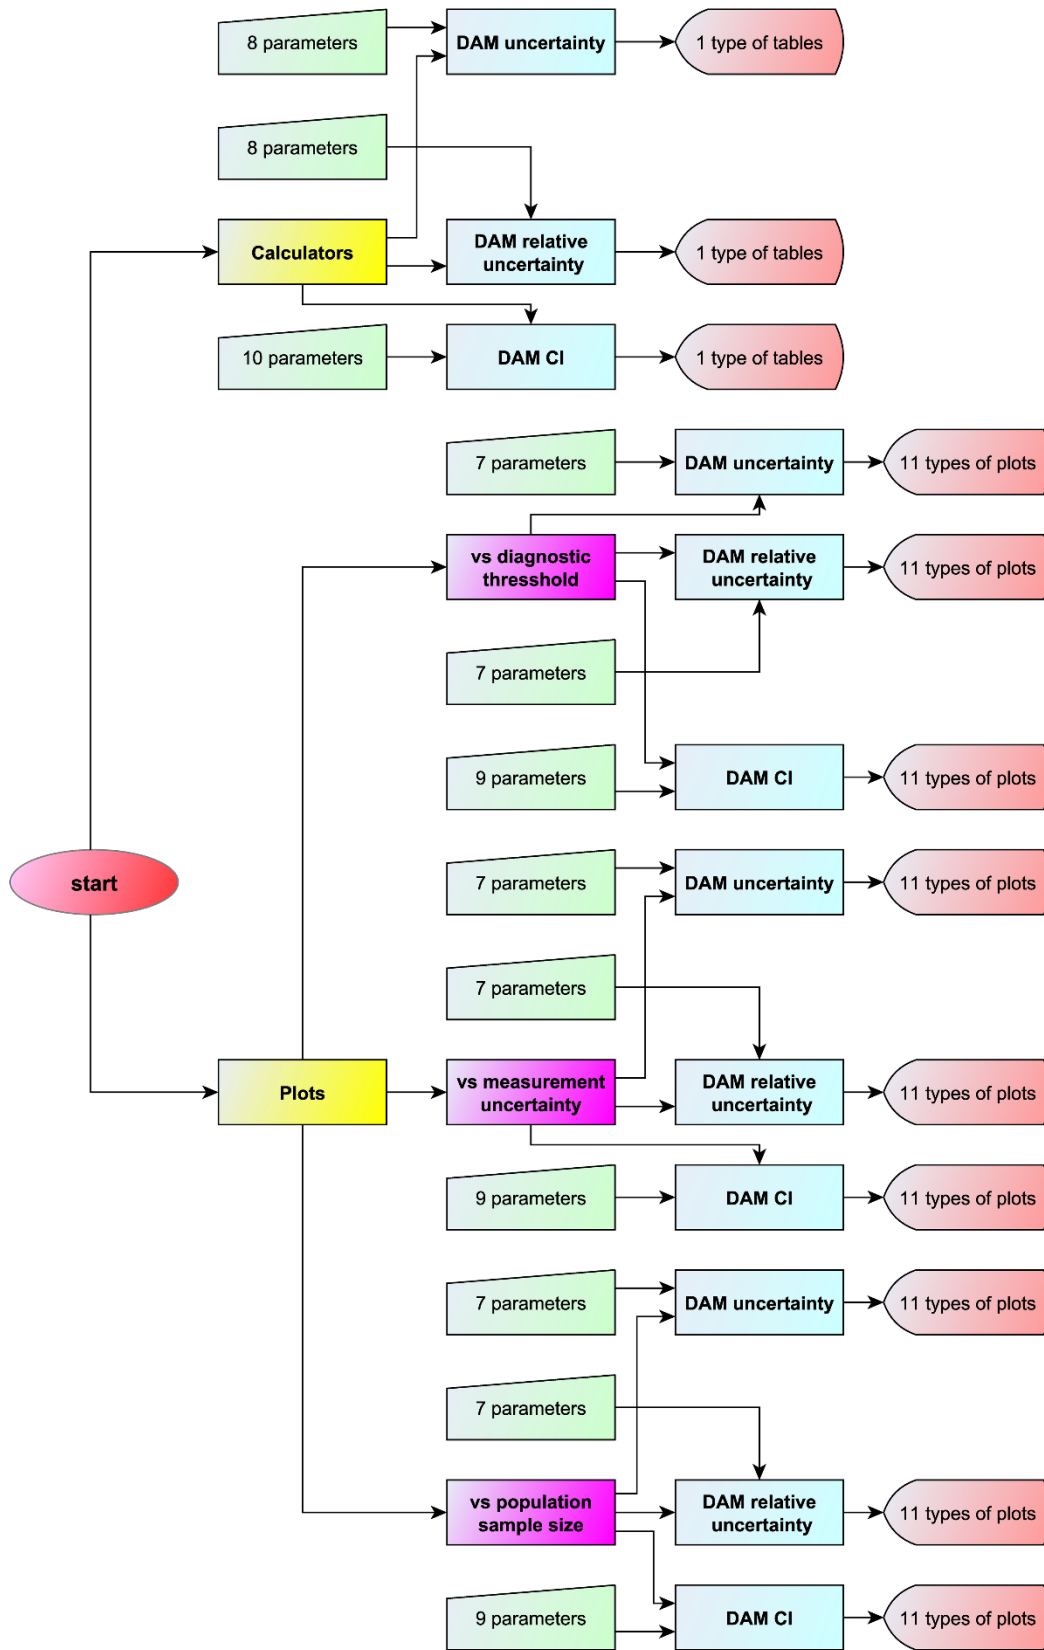 8 parameters
DAM uncertainty
1 type of tables
8 parameters
Calculators
DAM relative
uncertainty
1 type of tables
10 parameters
DAM CI
1 type of tables
7 parameters
DAM uncertainty
11 types of plots
vs diagnostic
thresshold
DAM relative
uncertainty
11 types of plots
7 parameters
9 parameters
DAM CI
11 types of plots
start
7 parameters
DAM uncertainty
11 types of plots
7 parameters
Plots
vs measurement
uncertainty
DAM relative
uncertainty
11 types of plots
9 parameters
DAM CI
11 types of plots
7 parameters
DAM uncertainty
11 types of plots
7 parameters
vs population
sample size
DAM relative
uncertainty
11 types of plots
9 parameters
DAM CI
11 types of plots